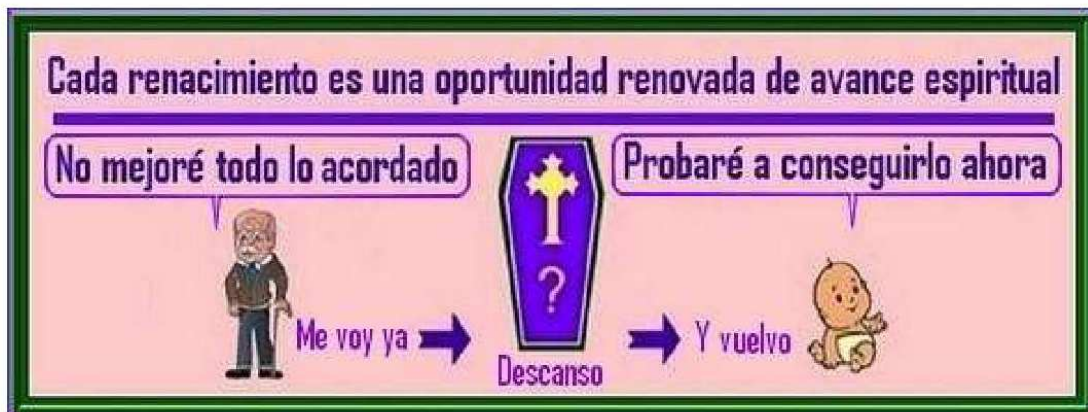 Cada renacimiento es una oportunidad renovada de avance espiritual
No mejoré todo lo acordado
Probaré a conseguirlo ahora
?
Me voy ya
Descanso
Y vuelvo